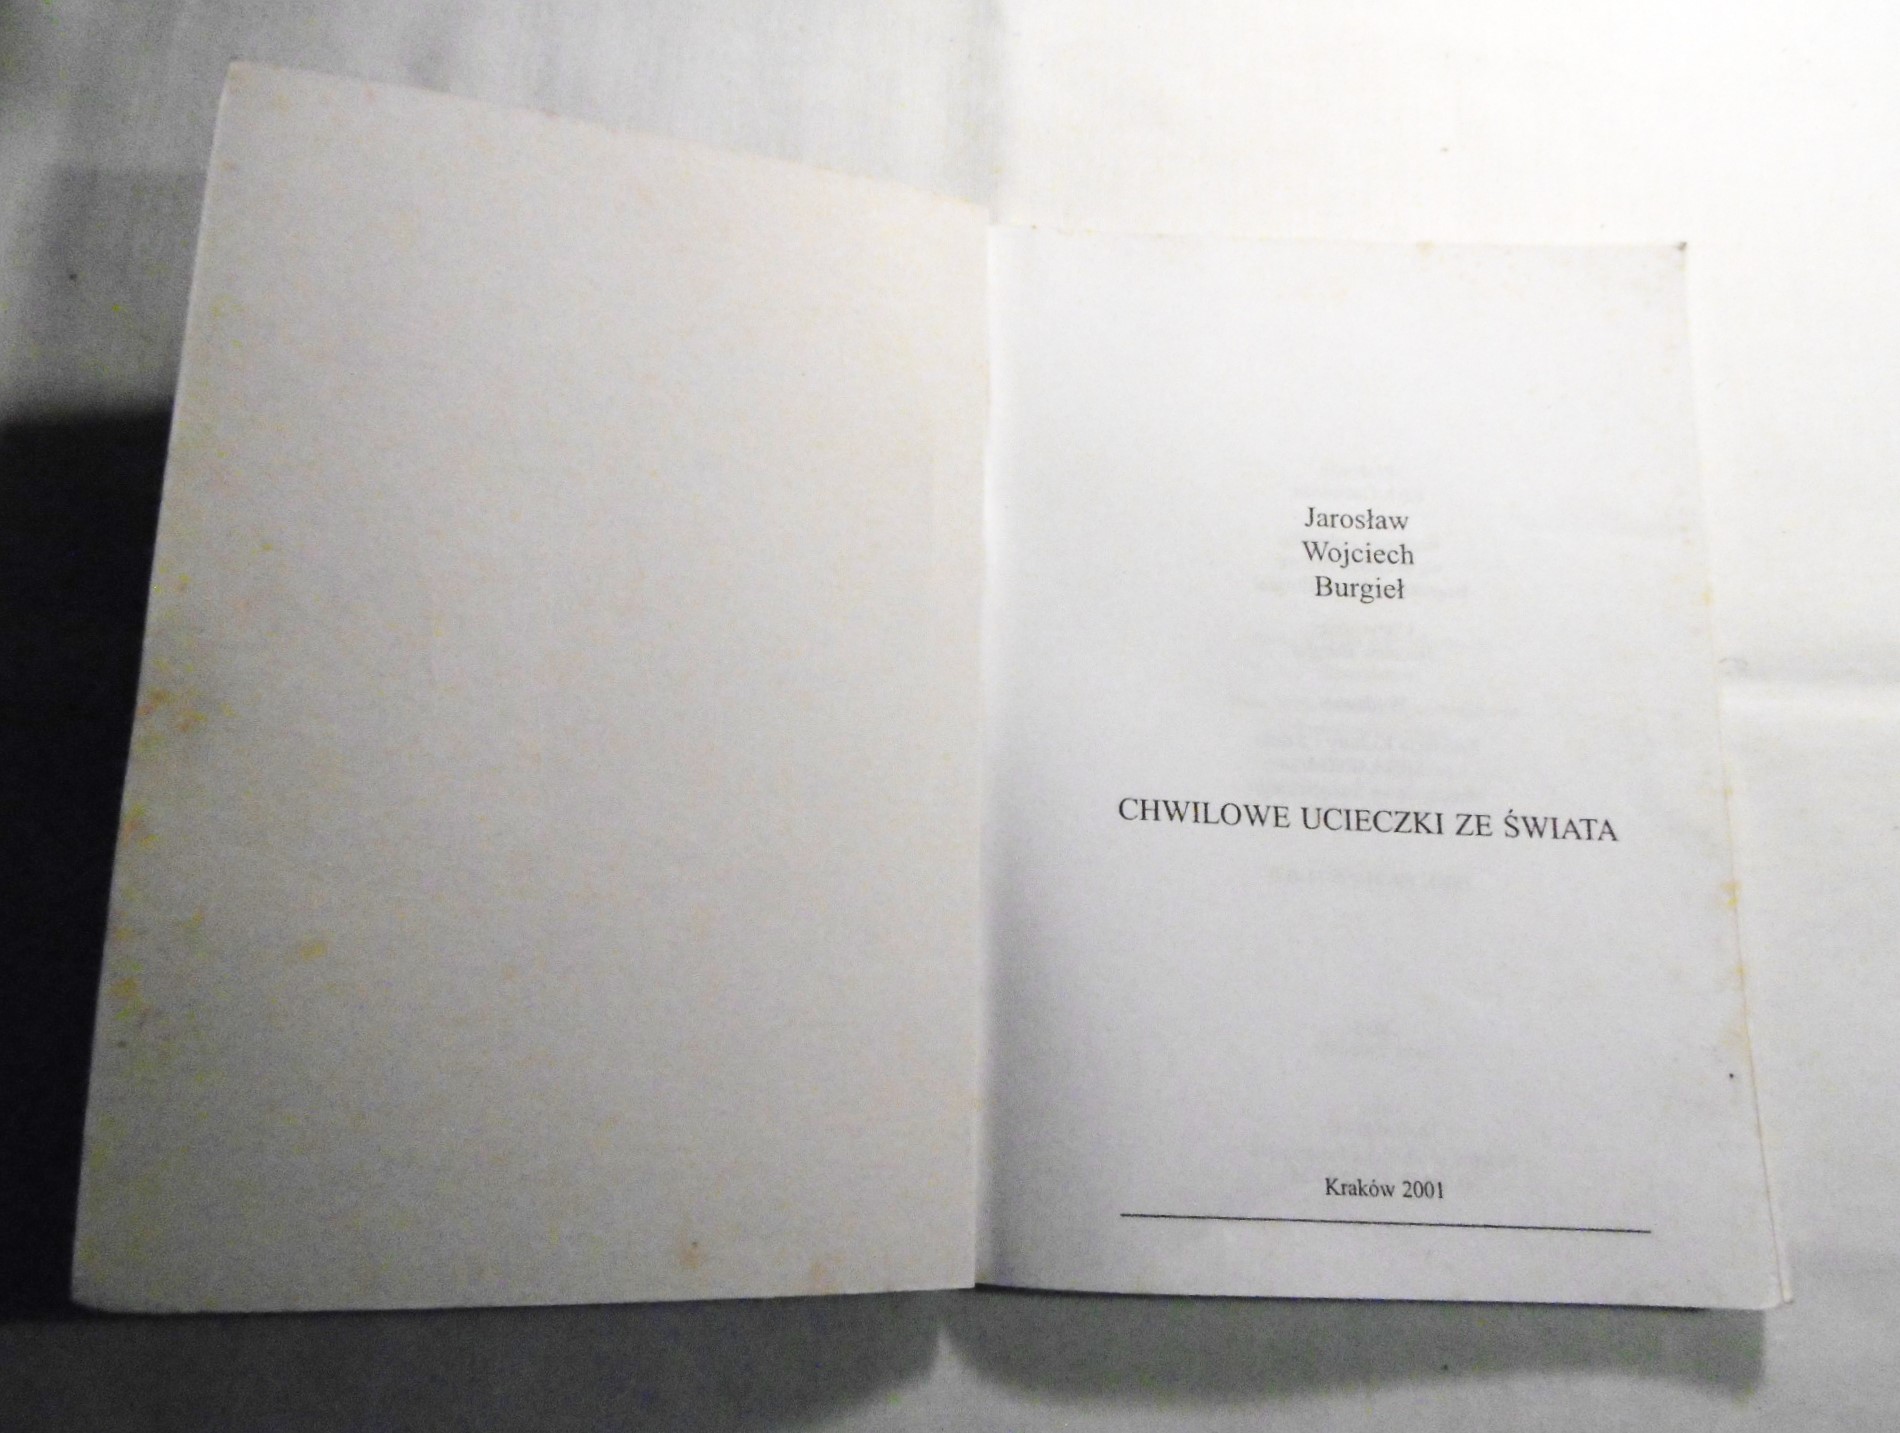 Jarosław
Wojciech
Burgieł
CHWILOWE UCIECZKI ZE ŚWIATA
Kraków 2001